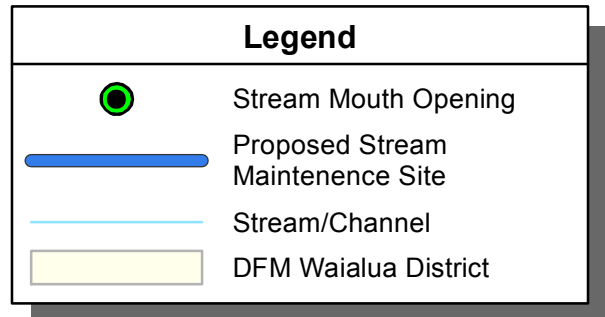 Legend
Stream Mouth Opening
Proposed Stream
Maintenence Site
Stream/Channel
DFM Waialua District